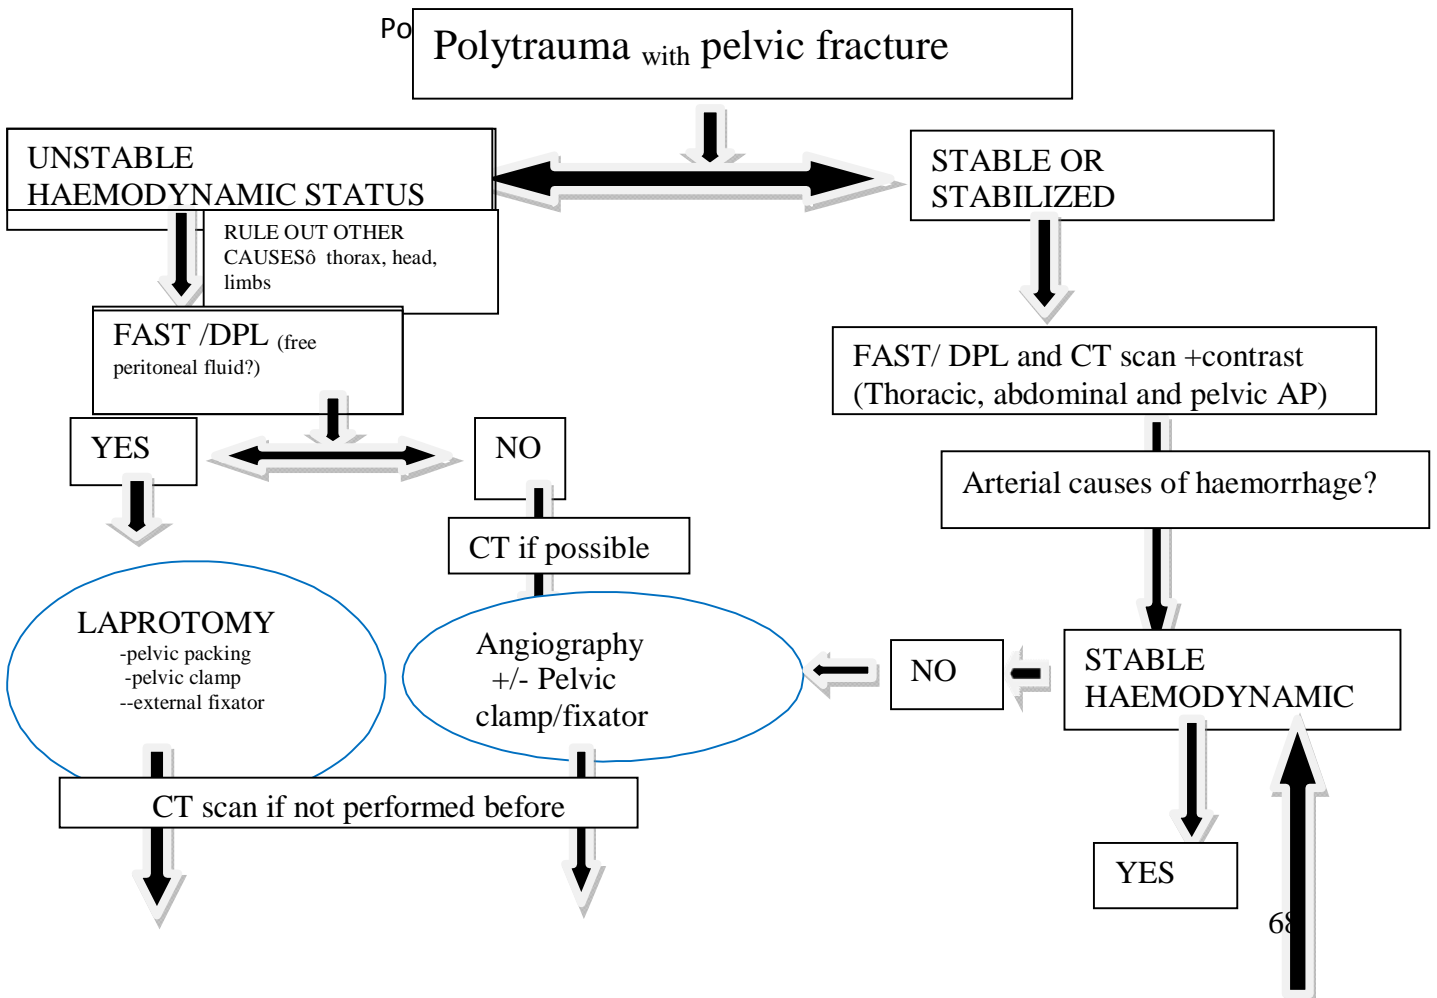 Po
Polytrauma with pelvic fracture
UNSTABLE
HAEMODYNAMIC STATUS
STABLE OR
STABILIZED
RULE OUT OTHER
CAUSESô thorax, head,
limbs
FAST /DPL (free
peritoneal fluid?)
FAST/ DPL and CT scan +contrast
(Thoracic, abdominal and pelvic AP)
YES
NO
Arterial causes of haemorrhage?
CT if possible
LAPROTOMY
-pelvic packing
-pelvic clamp
--external fixator
Angiography
+/- Pelvic
clamp/fixator
NO
STABLE
HAEMODYNAMIC
CT scan if not performed before
YES
68